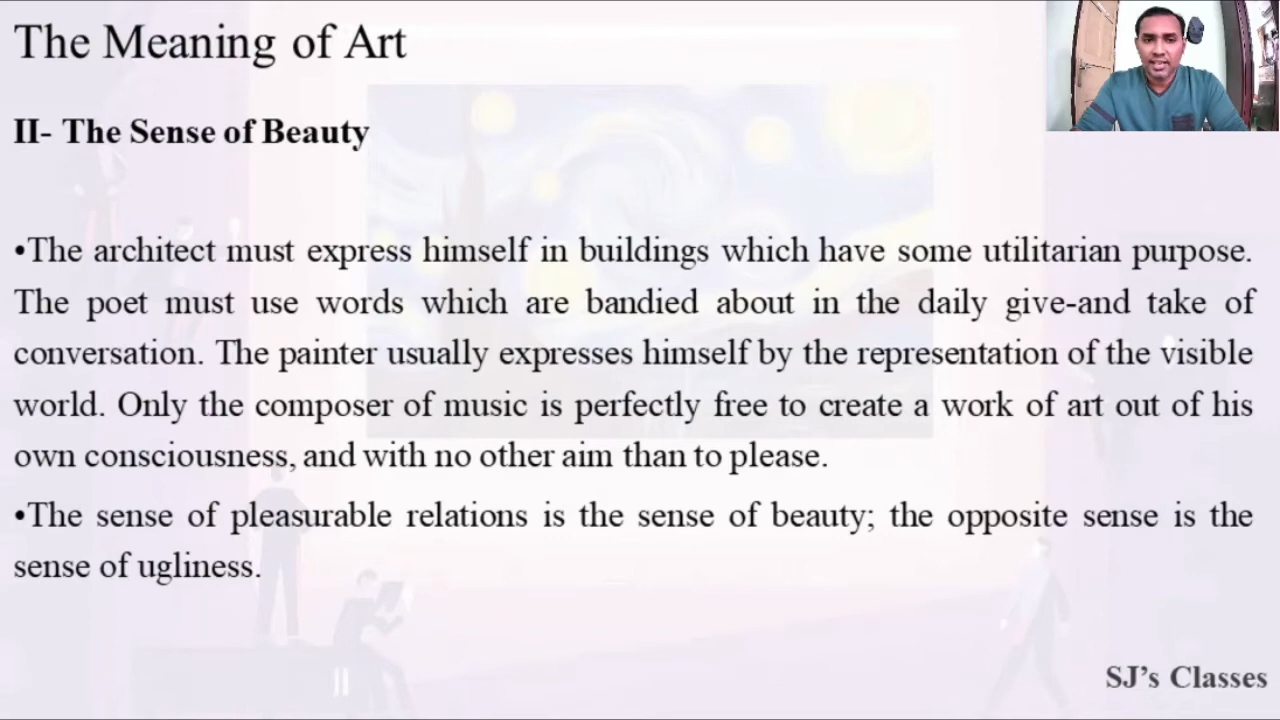 The Meaning of Art
II- The Sense of Beauty
•The architect must express himself in buildings which have some utilitarian purpose.
The poet must use words which are bandied about in the daily give-and take of
conversation. The painter usually expresses himself by the representation of the visible
world. Only the composer of music is perfectly free to create a work of art out of his
own consciousness, and with no other aim than to please.
•The sense of pleasurable relations is the sense of beauty; the opposite sense is the
sense of ugliness.
SJ's Classes